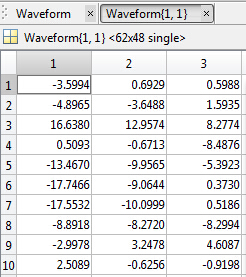 Waveform × Waveform{1, 1} ×
Waveform{1, 1} <62x48 single>
1 2 3
1 -3.5994 0.6929 0.5988
2 -4.8965 -3.6488 1.5935
3 16.6380 12.9574 8.2774
4 0.5093 -0.6713 -8.4876
5 -13.4670 -9.9565 -5.3923
6 -17.7466 -9.0644 0.3730
7 -17.5532 -10.0999 0.5186
8 -8.8918 -8.2720 -8.2994
9 -2.9978 3.2478 4.6087
10 2.5089 -0.6256 -0.9198